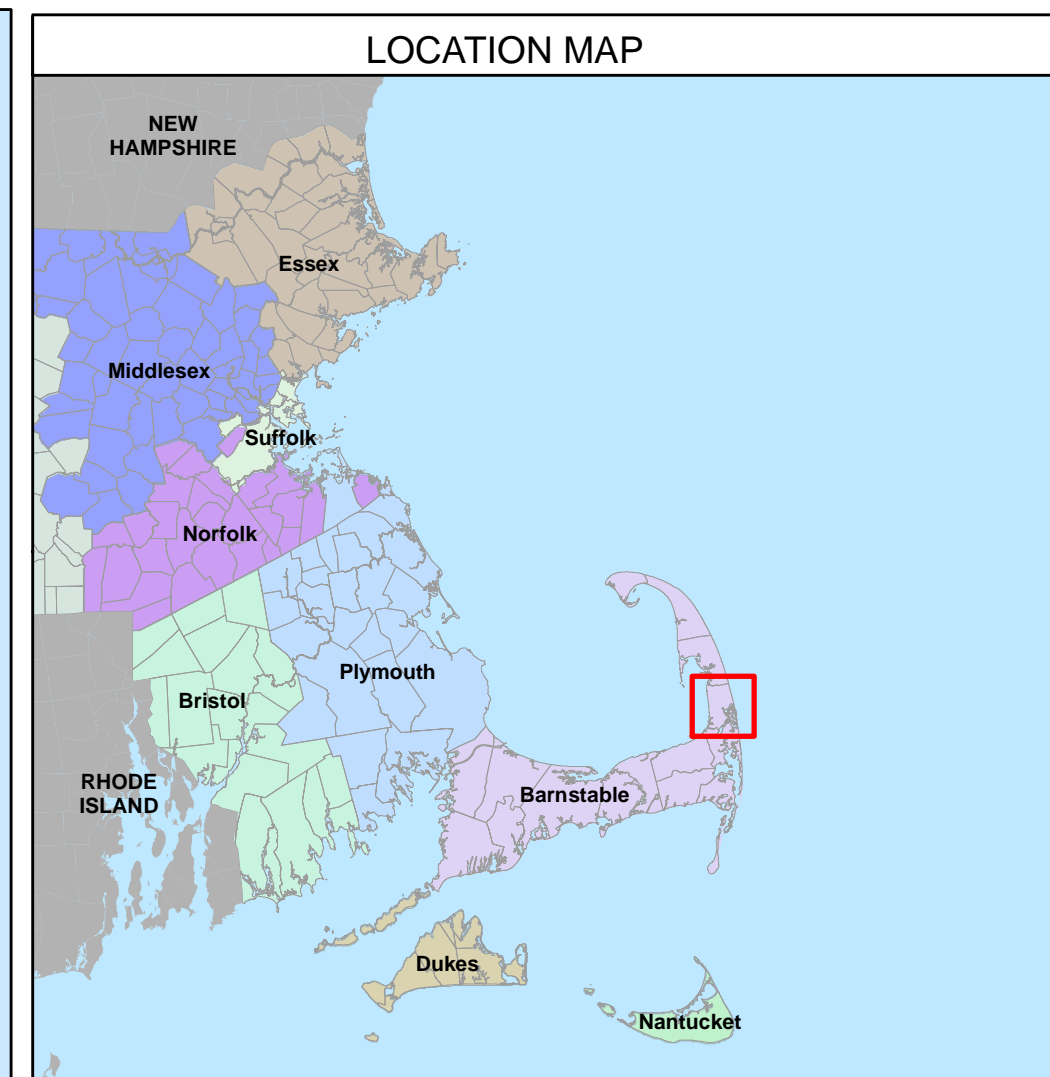 LOCATION MAP
NEW
HAMPSHIRE
Essex
Middlesex
Suffolk
Norfolk
Plymouth
Bristol
RHODE
ISLAND
Barnstable
Dukes
Nantucket